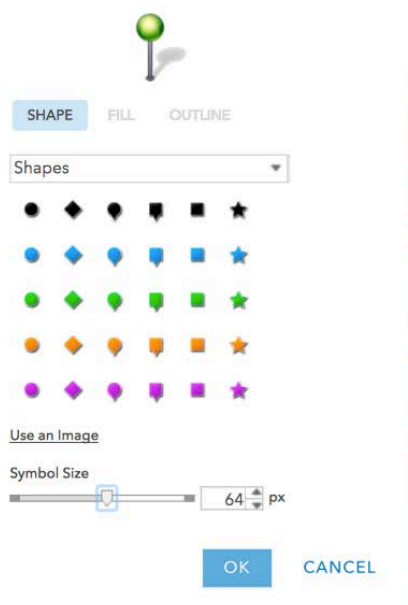 SHAPE FILL OUTLINE
Shapes
Use an Image
Symbol Size
64 px
OK CANCEL